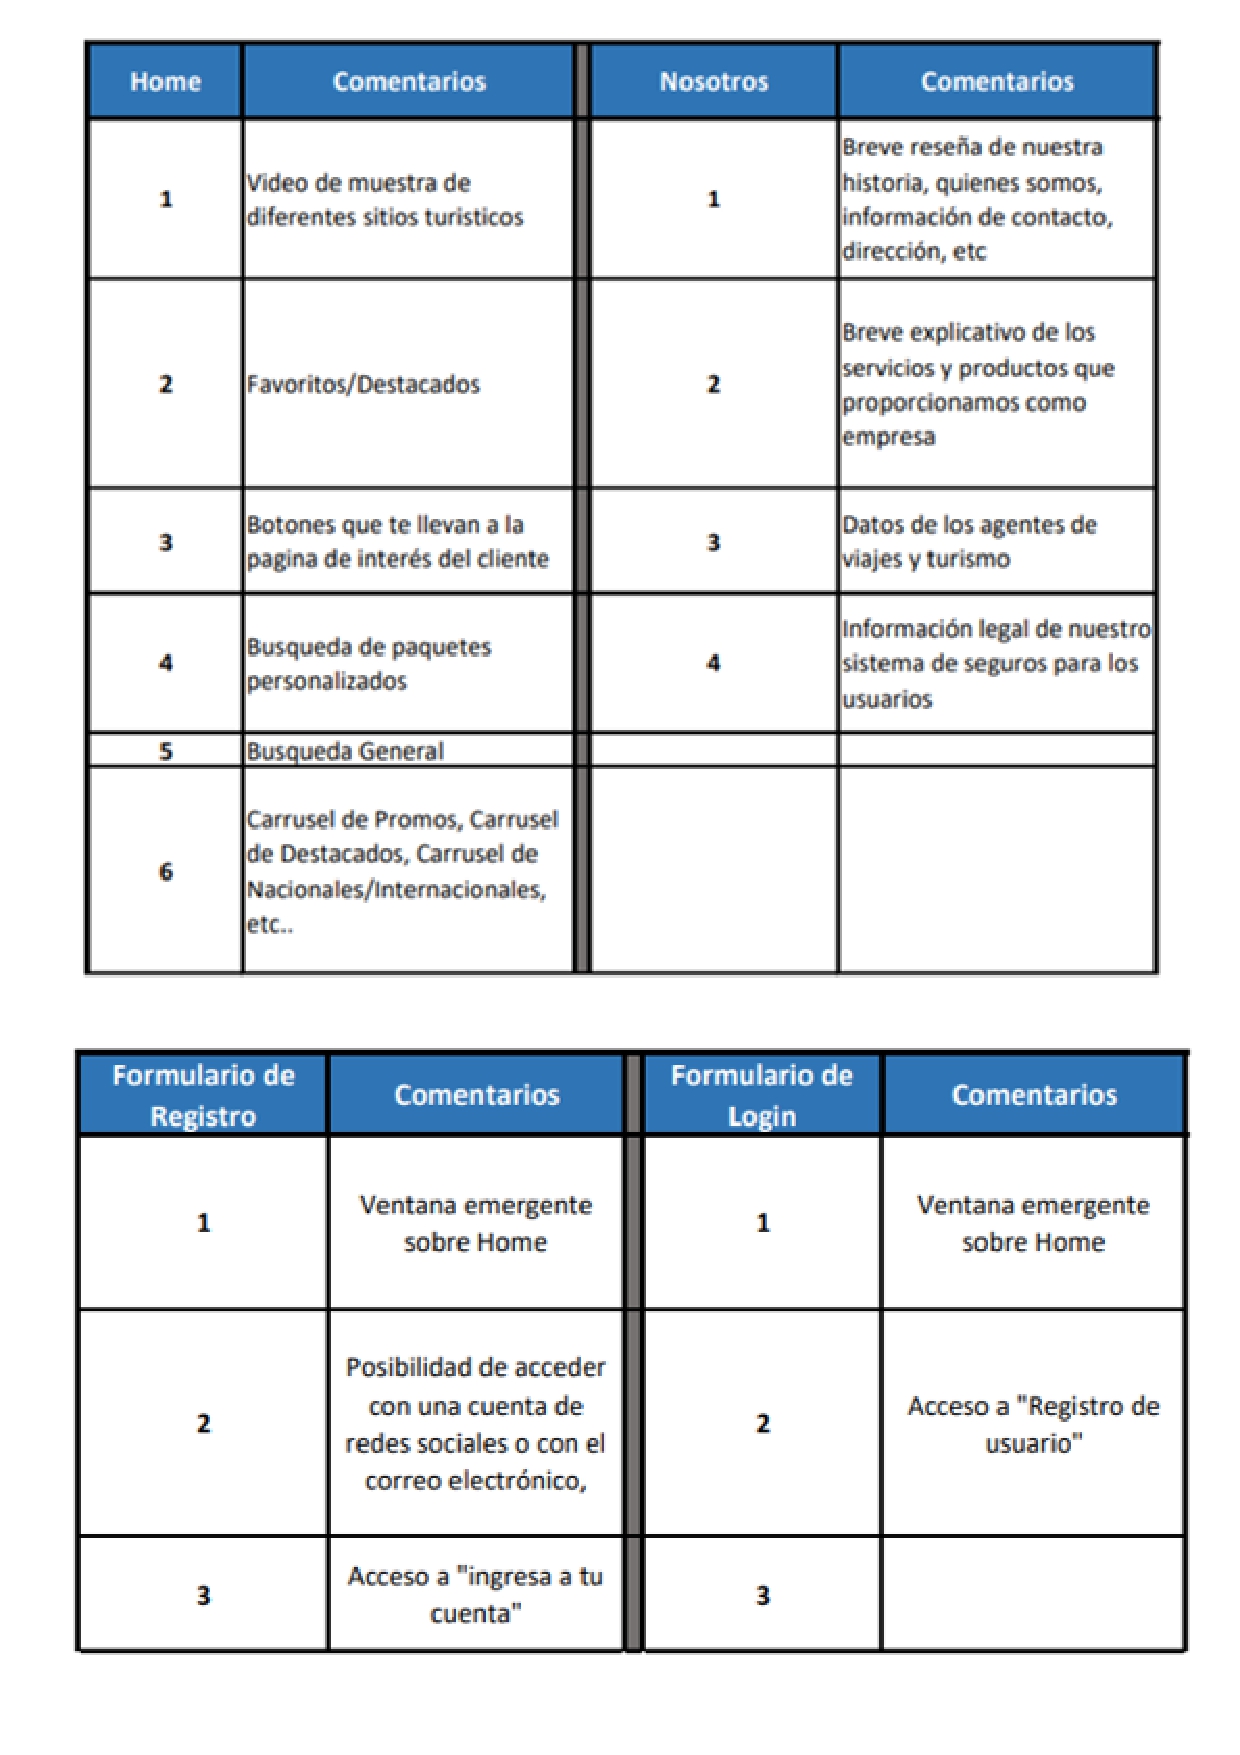 Home
Comentarios
Nosotros
Comentarios
1
Video de muestra de
diferentes sitios turisticos
1
Breve reseña de nuestra
historia, quienes somos,
información de contacto,
dirección, etc
2
Favoritos/Destacados
2
Breve explicativo de los
servicios y productos que
proporcionamos como
empresa
3
Botones que te llevan a la
pagina de interés del cliente
3
Datos de los agentes de
viajes y turismo
4
Busqueda de paquetes
personalizados
4
Información legal de nuestro
sistema de seguros para los
usuarios
5
Busqueda General
6
Carrusel de Promos, Carrusel
de Destacados, Carrusel de
Nacionales/Internacionales,
etc..
Formulario de
Registro
Comentarios
Formulario de
Login
Comentarios
1
Ventana emergente
sobre Home
1
Ventana emergente
sobre Home
2
Posibilidad de acceder
con una cuenta de
redes sociales o con el
correo electrónico,
2
Acceso a "Registro de
usuario"
3
Acceso a "ingresa a tu
cuenta"
3